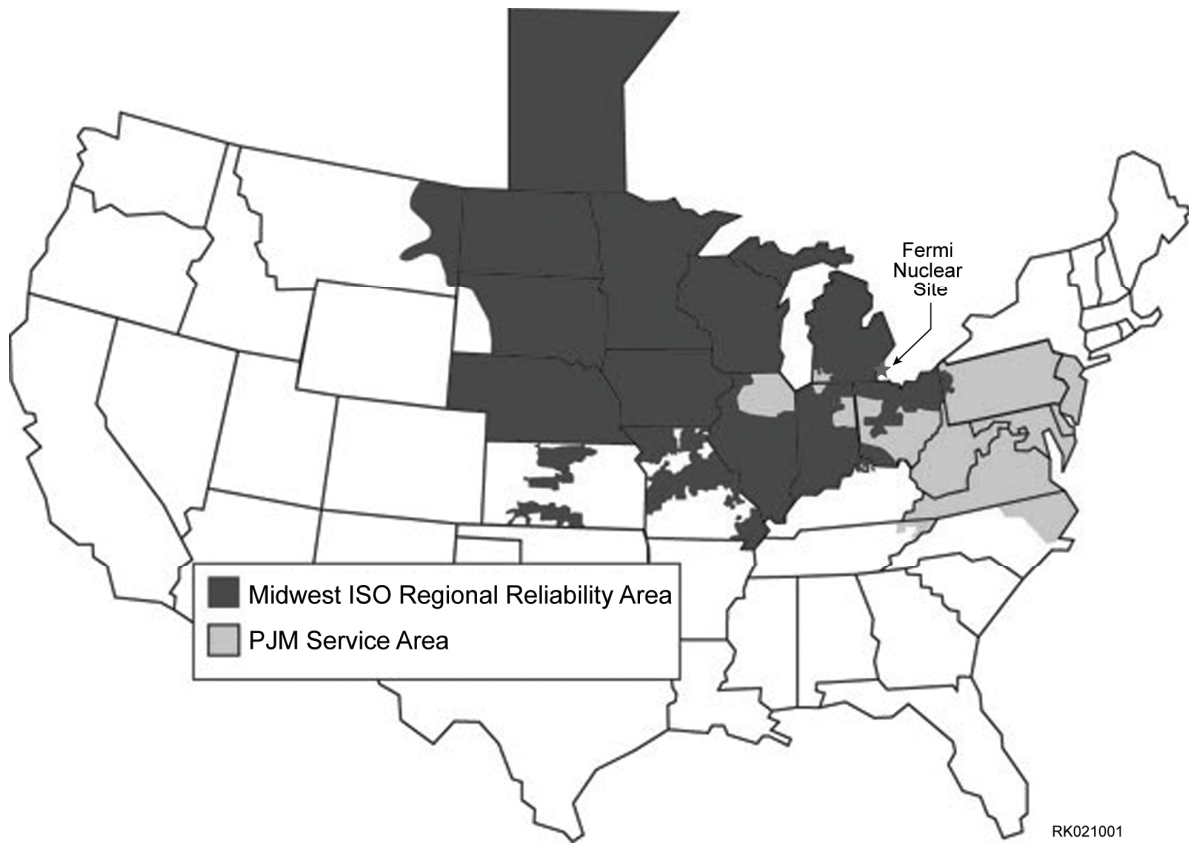 Fermi
Nuclear
Site
Midwest ISO Regional Reliability Area
PJM Service Area
RK021001